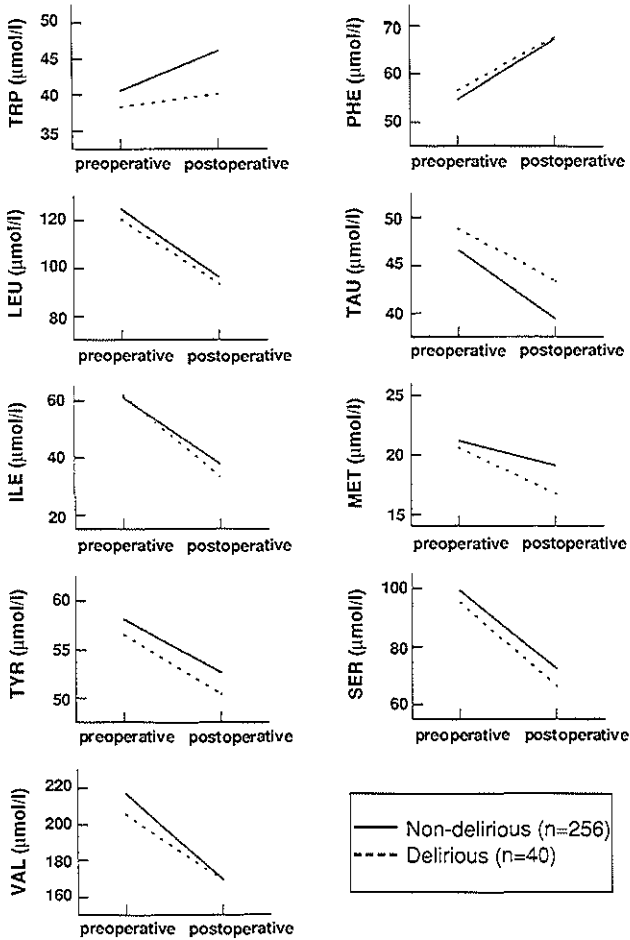 TRP (µmol/l)
50
45
40
35
preoperative postoperative
PHE (µmol/l)
70
60
50
preoperative postoperative
LEU (µmol/l)
120
100
80
preoperative postoperative
TAU (µmol/l)
50
45
40
preoperative postoperative
ILE (µmol/l)
60
40
20
preoperative postoperative
MET (µmol/l)
25
20
15
preoperative postoperative
TYR (µmol/l)
60
55
50
preoperative postoperative
SER (µmol/l)
100
80
60
preoperative postoperative
VAL (µmol/l)
220
200
180
160
preoperative postoperative
Non-delirious (n=256)
Delirious (n=40)